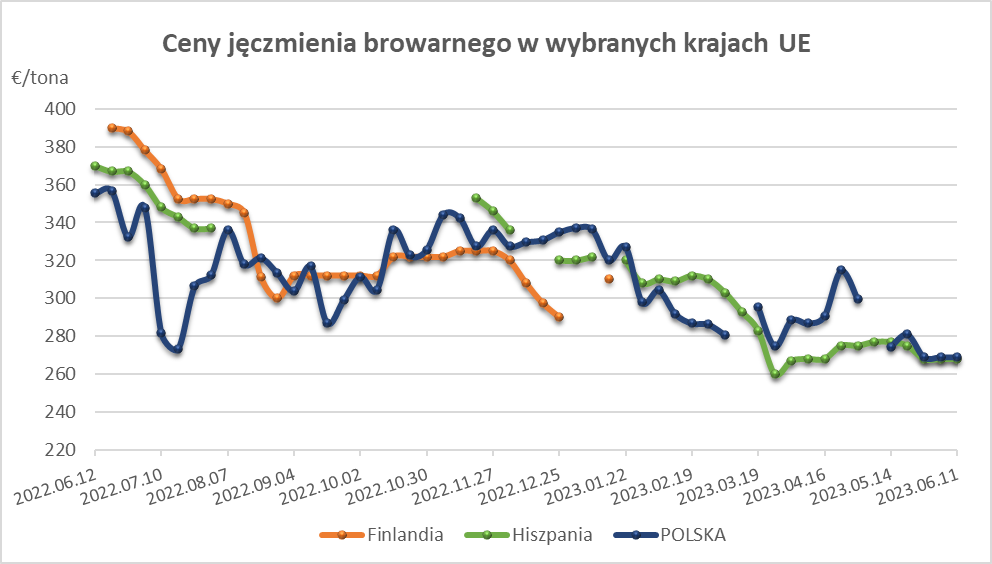 Ceny jęczmienia browarnego w wybranych krajach UE
€/tona
400
380
360
340
320
300
280
260
240
220
2022.06.12 2022.07.10 2022.08.07 2022.09.04 2022.10.02 2022.10.30 2022.11.27 2022.12.25 2023.01.22 2023.02.19 2023.03.19 2023.04.16 2023.05.14 2023.06.11
Finlandia Hiszpania POLSKA